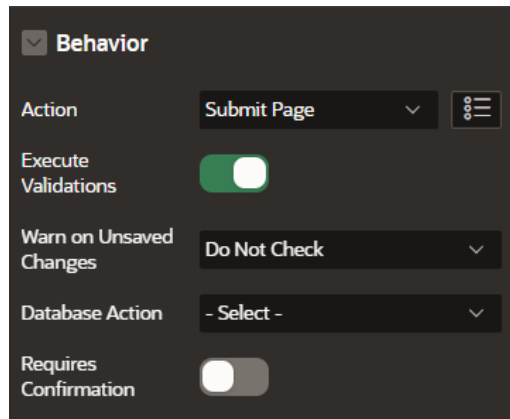 Behavior
Action Submit Page
Execute
Validations
Warn on Unsaved
Changes Do Not Check
Database Action - Select -
Requires
Confirmation